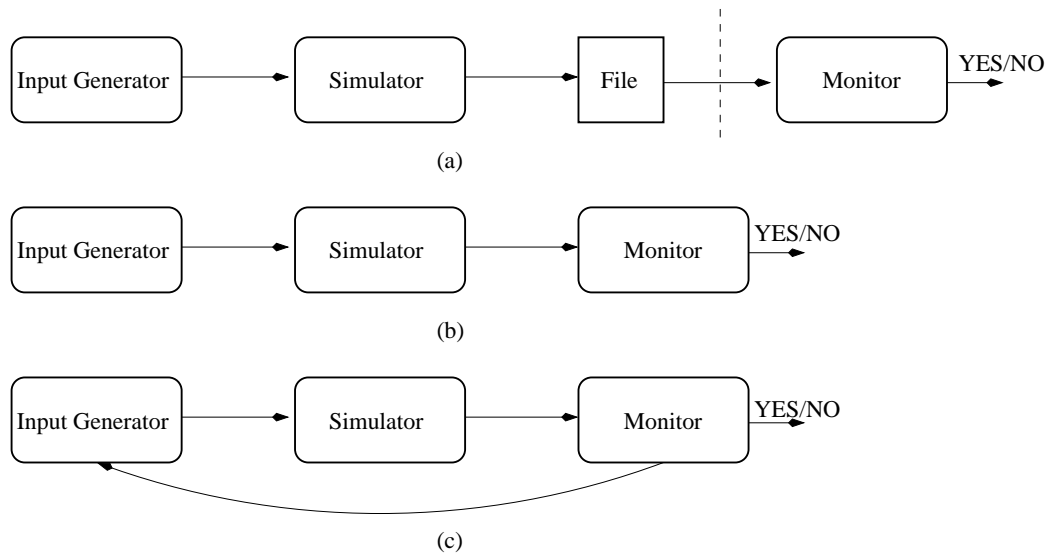 Input Generator
Simulator
File
Monitor
YES/NO
(a)
Input Generator
Simulator
Monitor
YES/NO
(b)
Input Generator
Simulator
Monitor
YES/NO
(c)